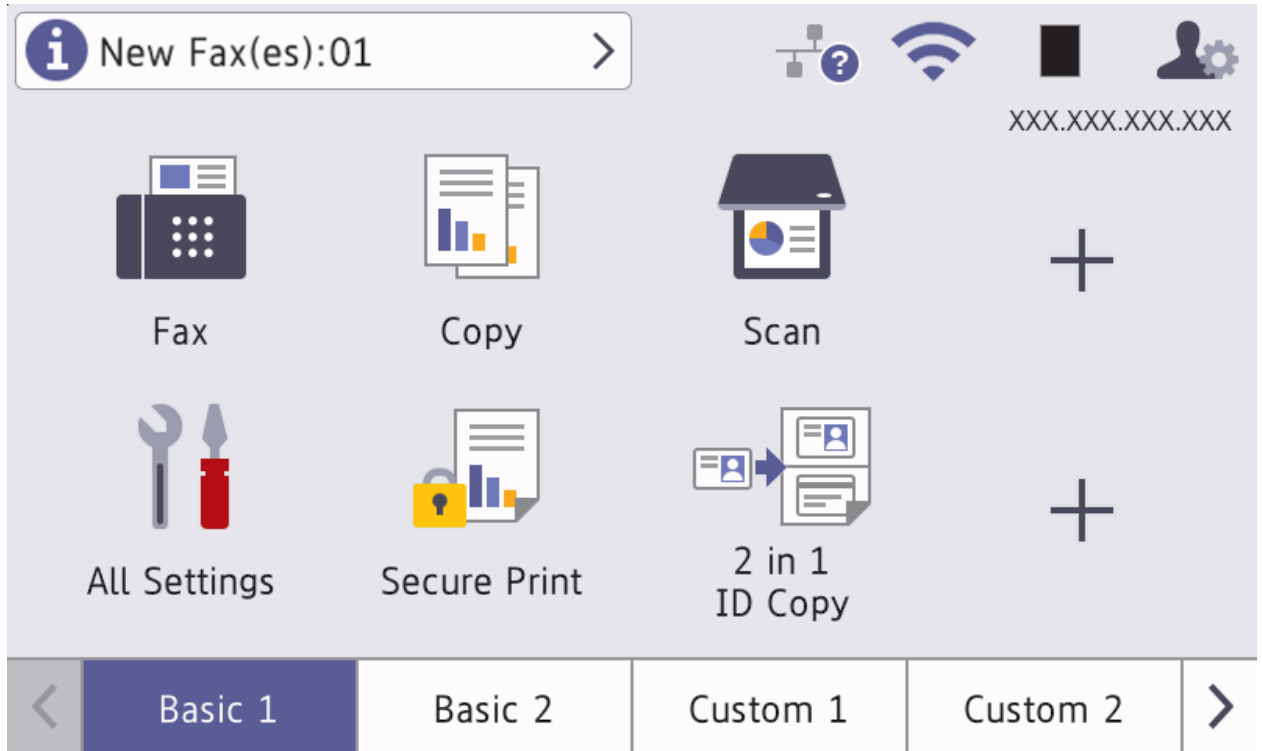 New Fax(es):01
XXX.XXX.XXX.XXX
Fax
Copy
Scan
All Settings
Secure Print
2 in 1
ID Copy
Basic 1
Basic 2
Custom 1
Custom 2